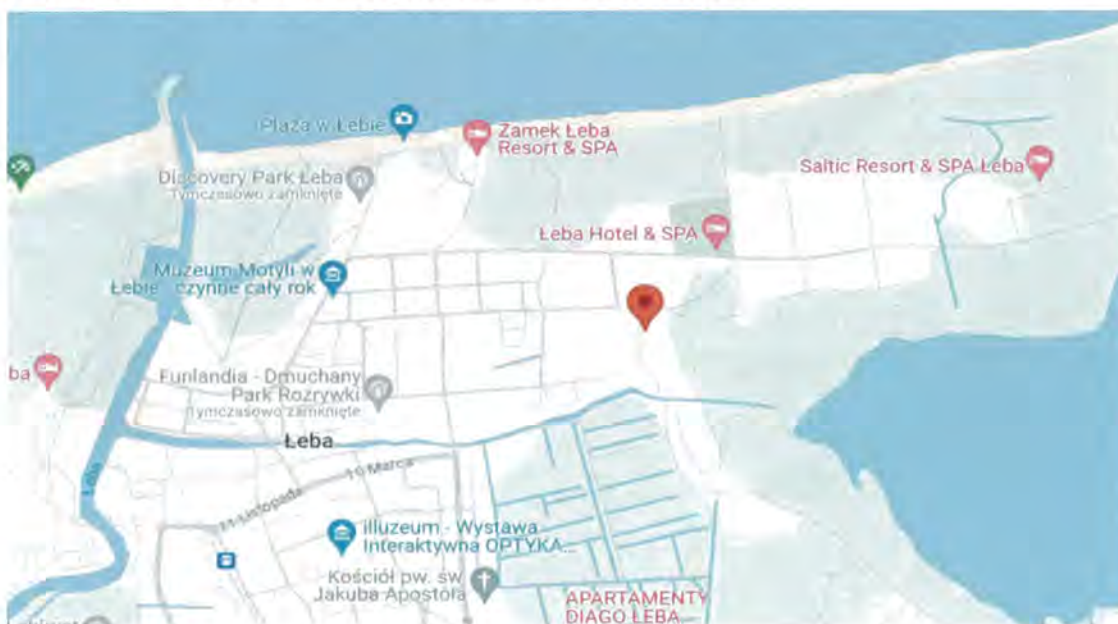 Plaża w Łebie
Zamek Łeba
Resort & SPA
Saltic Resort & SPA Łeba
Discovery Park Łeba
Tymczasowo zamknięte
Łeba Hotel & SPA
Muzeum Motyli w
Łebie - czynne cały rok
ba
Funlandia - Dmuchany
Park Rozrywki
Tymczasowo zamknięte
Łeba
Łeba
11 Listopada
10 Marca
illuzeum - Wystawa
Interaktywna OPTYKA...
Kościół pw. św
Jakuba Apostoła
APARTAMENTY
DIAGO ŁEBA...